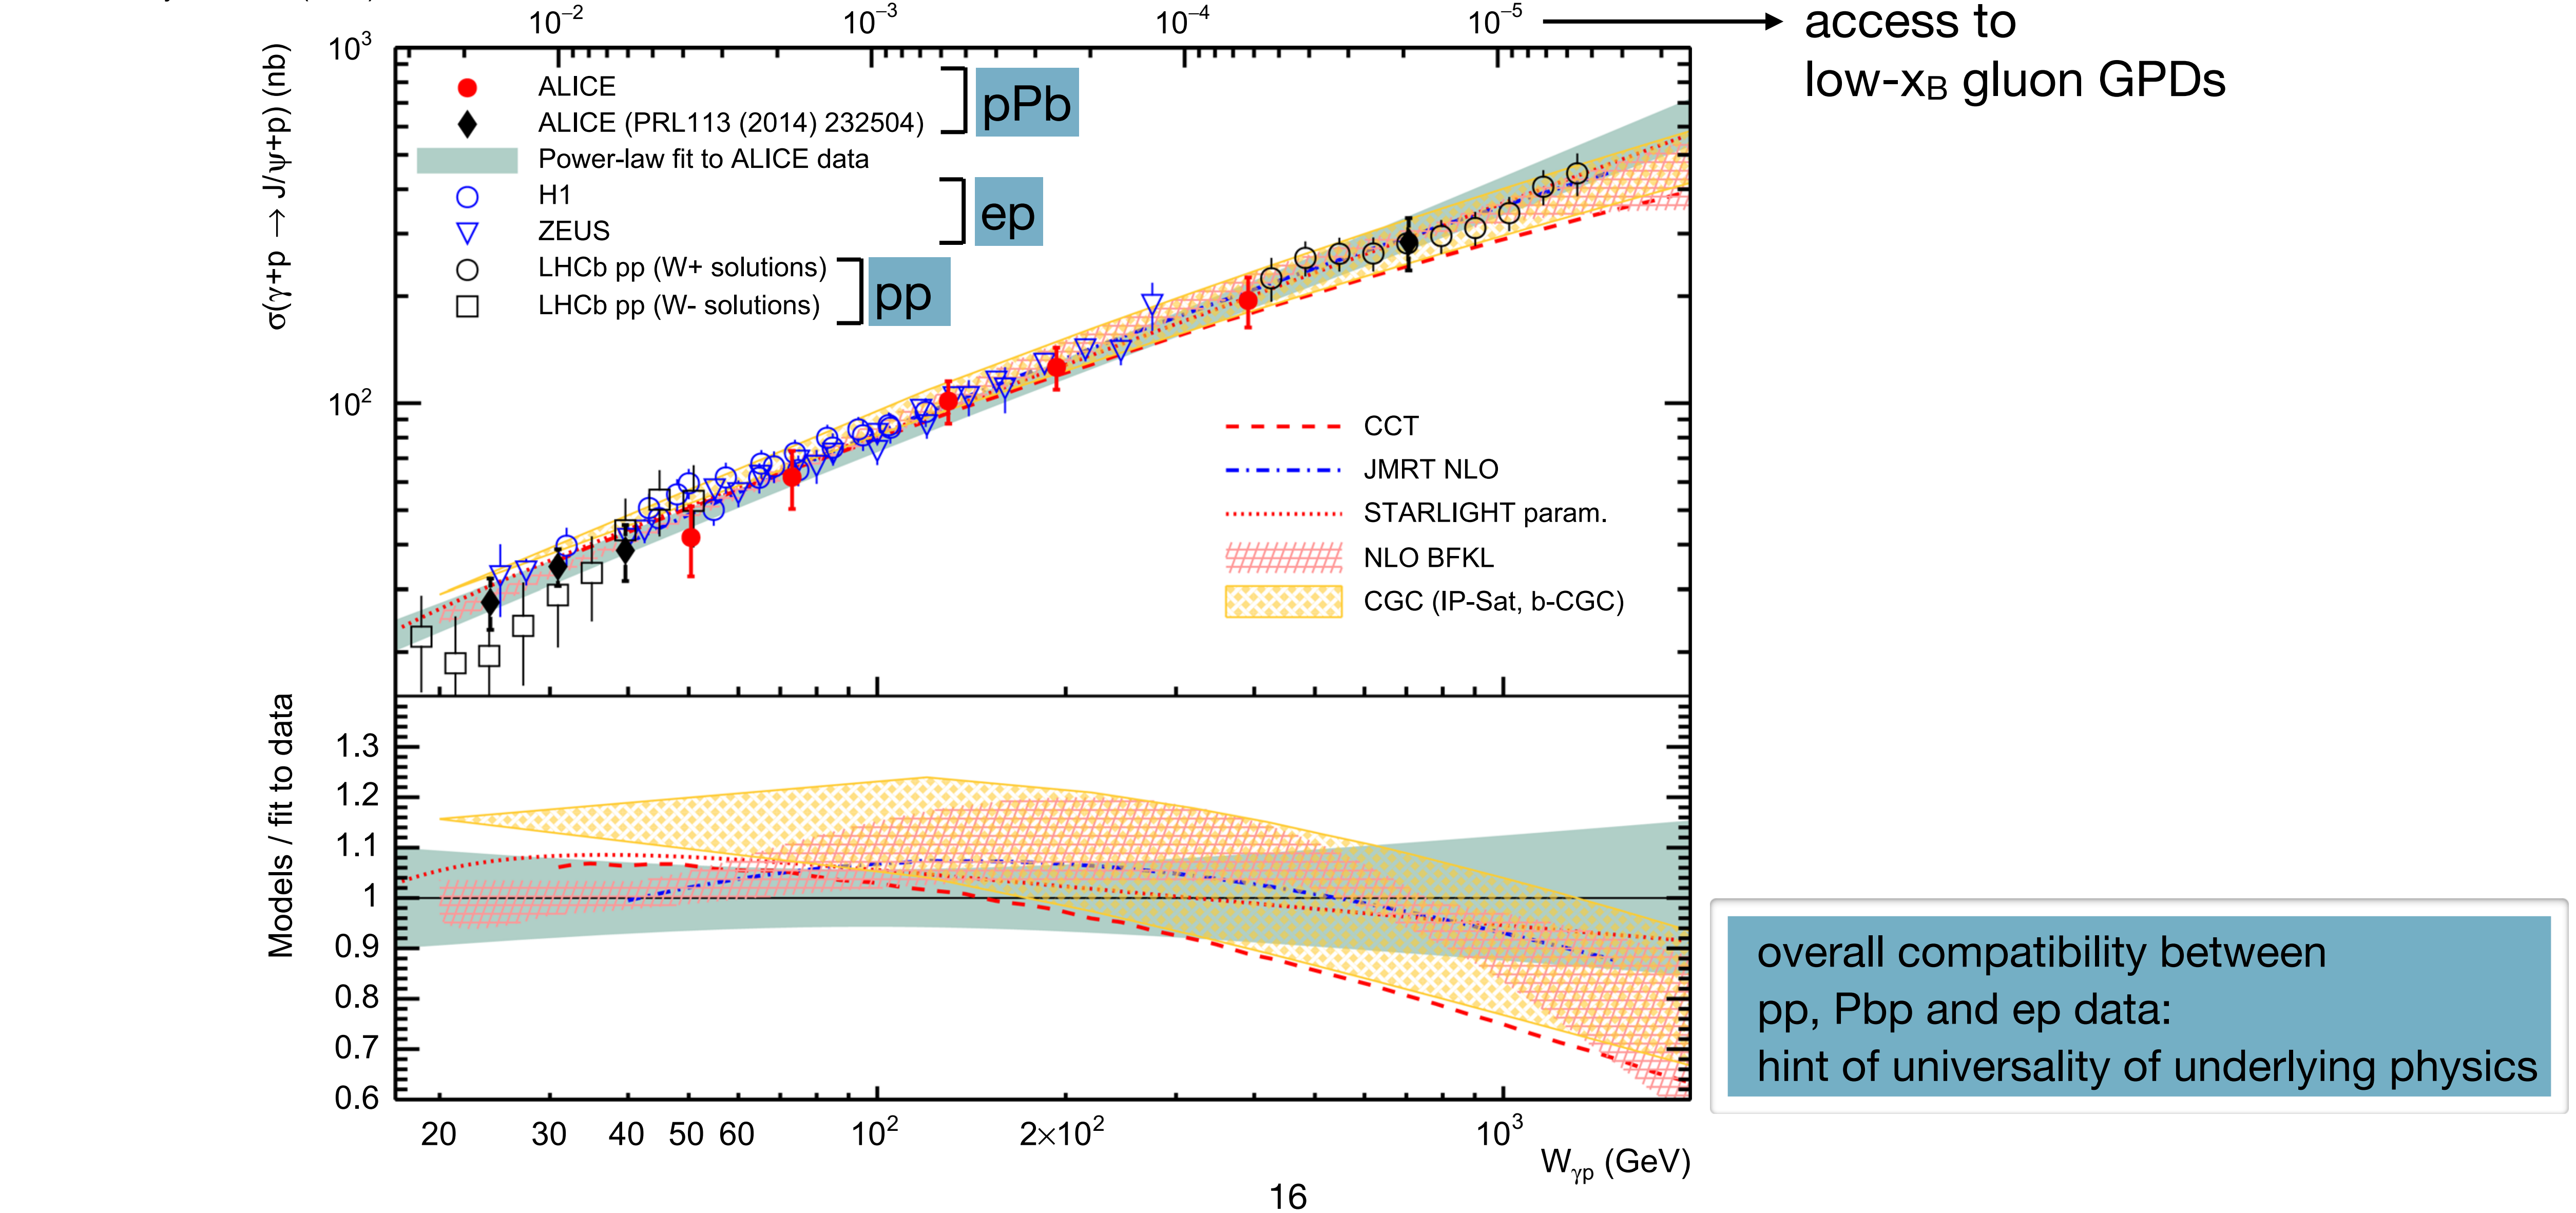 10⁻² 10⁻³ 10⁻⁴ 10⁻⁵
access to
low-xB gluon GPDs
10³
10²
σ(γ+p → J/ψ+p) (nb)
ALICE
ALICE (PRL113 (2014) 232504)
pPb
Power-law fit to ALICE data
H1
ZEUS
ep
LHCb pp (W+ solutions)
LHCb pp (W- solutions)
pp
CCT
JMRT NLO
STARLIGHT param.
NLO BFKL
CGC (IP-Sat, b-CGC)
Models / fit to data
1.3
1.2
1.1
1
0.9
0.8
0.7
0.6
20 30 40 50 60 10² 2×10² 10³
Wγp (GeV)
overall compatibility between
pp, Pbp and ep data:
hint of universality of underlying physics
16